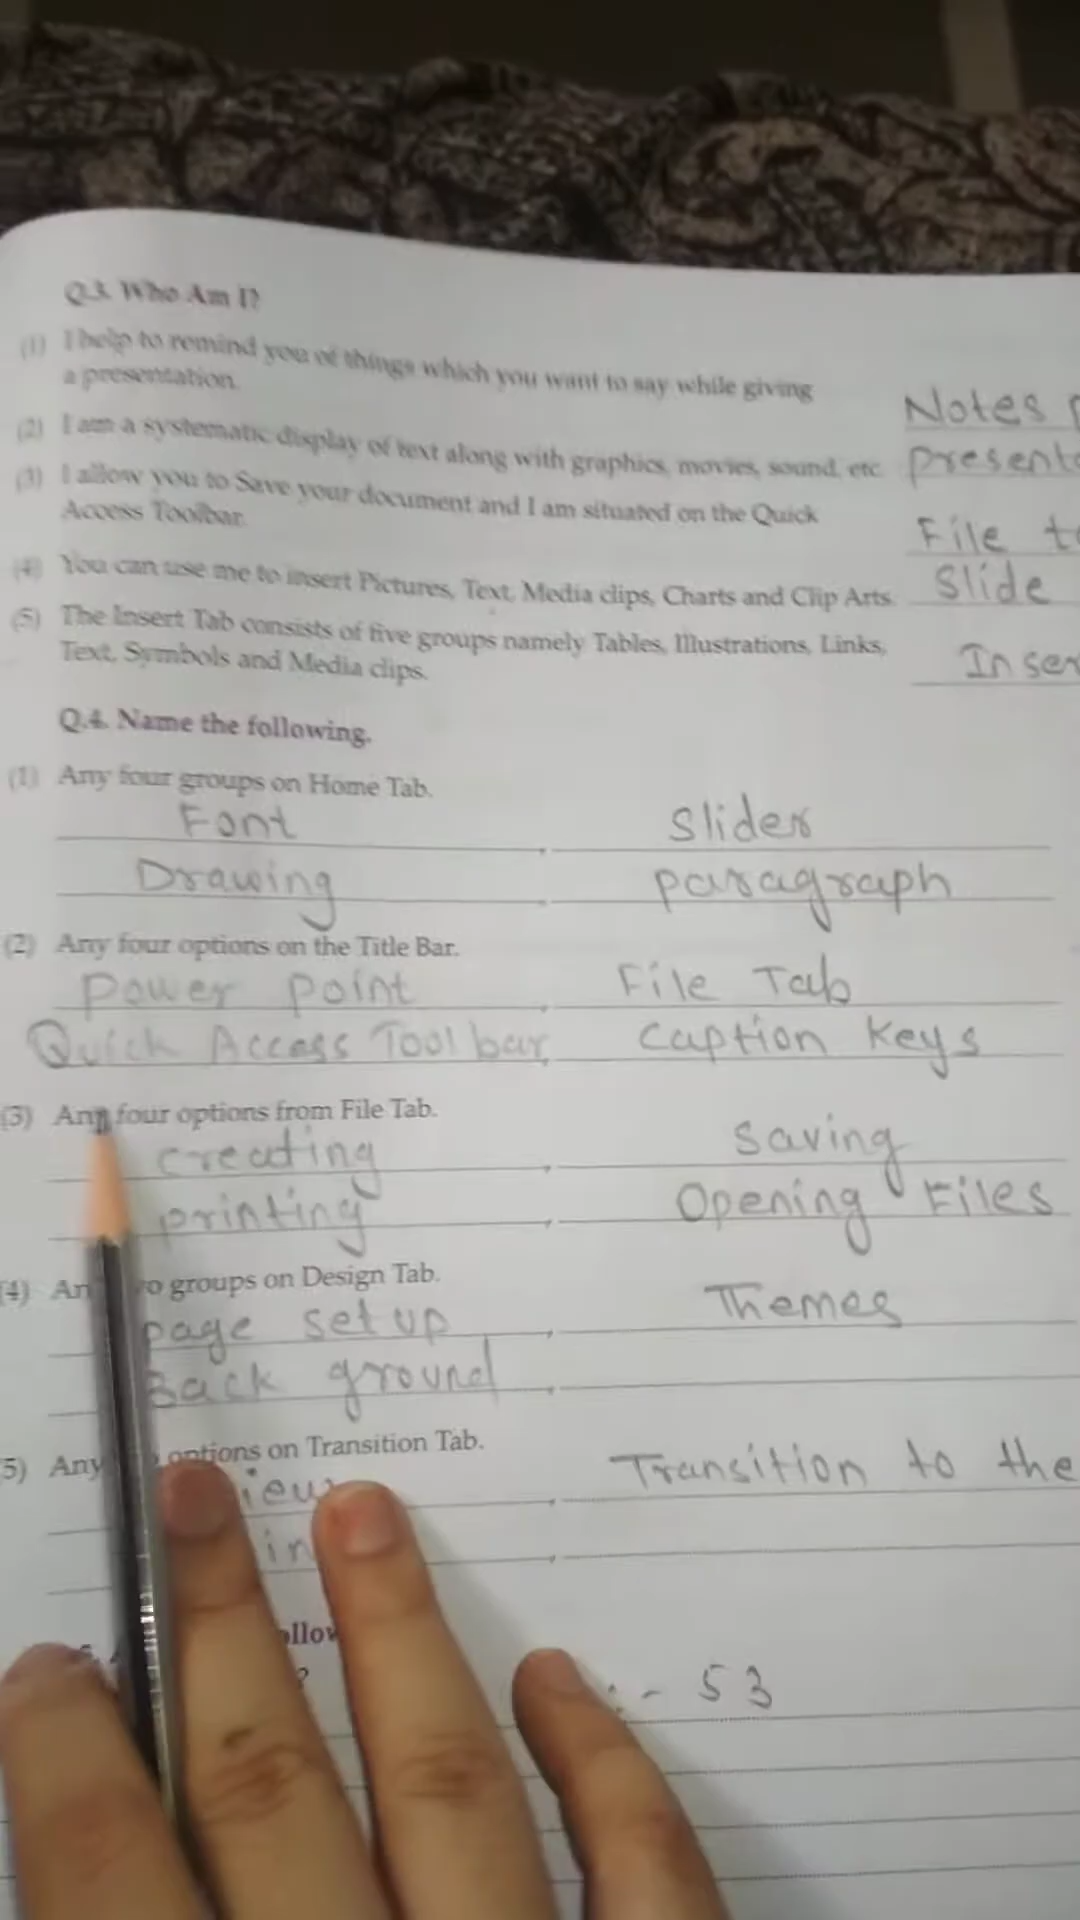 Q.3. Who Am I?
(1) I help to remind you of things which you want to say while giving
a presentation.
Notes
(2) I am a systematic display of text along with graphics, movies, sound, etc.
(3) I allow you to Save your document and I am situated on the Quick
Access Toolbar.
File
(4) You can use me to insert Pictures, Text, Media clips, Charts and Clip Arts.
Slide
(5) The Insert Tab consists of five groups namely Tables, Illustrations, Links,
Text, Symbols and Media clips.
Q.4. Name the following.
(1) Any four groups on Home Tab.
Font , Slider
Drawing , paragraph
(2) Any four options on the Title Bar.
Power point , File Tab
Quick Access Tool bar, Caption Keys
(3) Any four options from File Tab.
creating , Saving
printing , Opening Files
(4) groups on Design Tab.
page set up , Themes
Back ground ,
(5) Any options on Transition Tab.
, Transition to the
:- 53